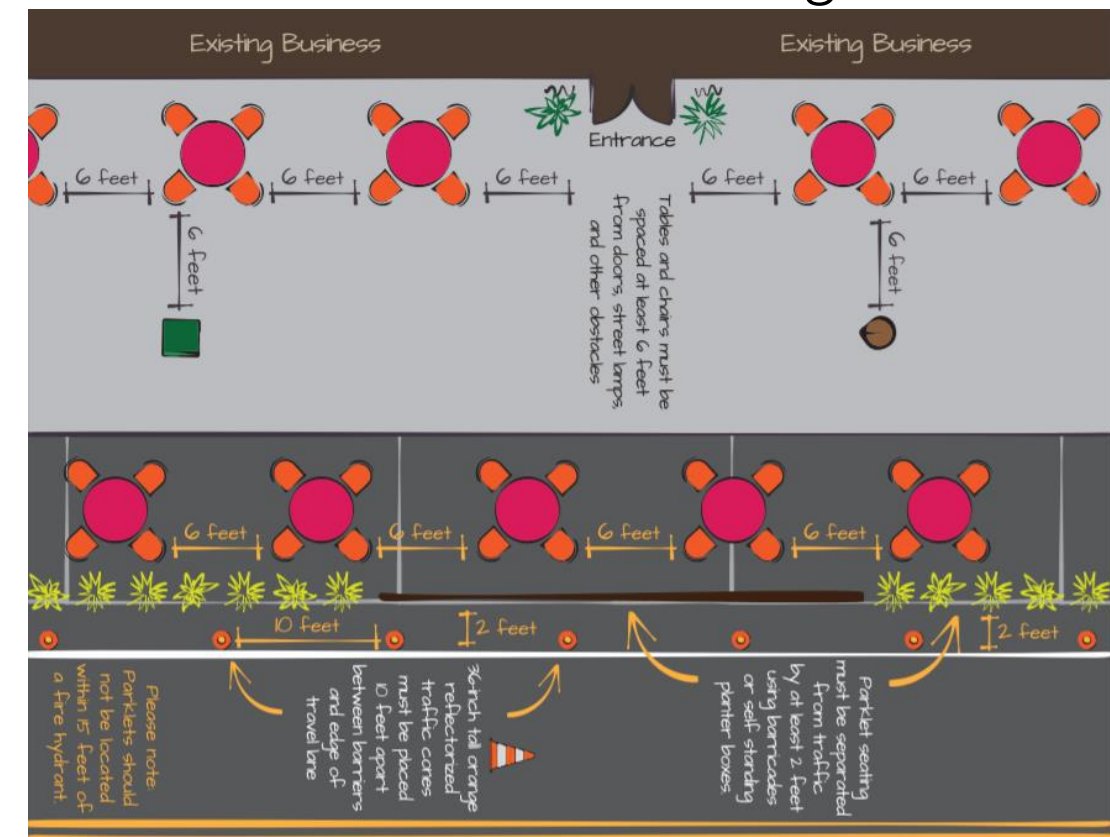 Existing Business
Existing Business
Entrance
6 feet
6 feet
6 feet
6 feet
6 feet
6 feet
6 feet
Tables and chairs must be
spaced at least 6 feet
from doors, street lamps,
and other obstacles
6 feet
6 feet
6 feet
6 feet
10 feet
2 feet
2 feet
Please note:
Parklets should
not be located
within 15 feet of
a fire hydrant.
36-inch tall orange
reflectorized
traffic cones
must be placed
10 feet apart
between barriers
and edge of
travel lane
Parklet seating
must be separated
from traffic
by at least 2 feet
using barricades
or self standing
planter boxes.